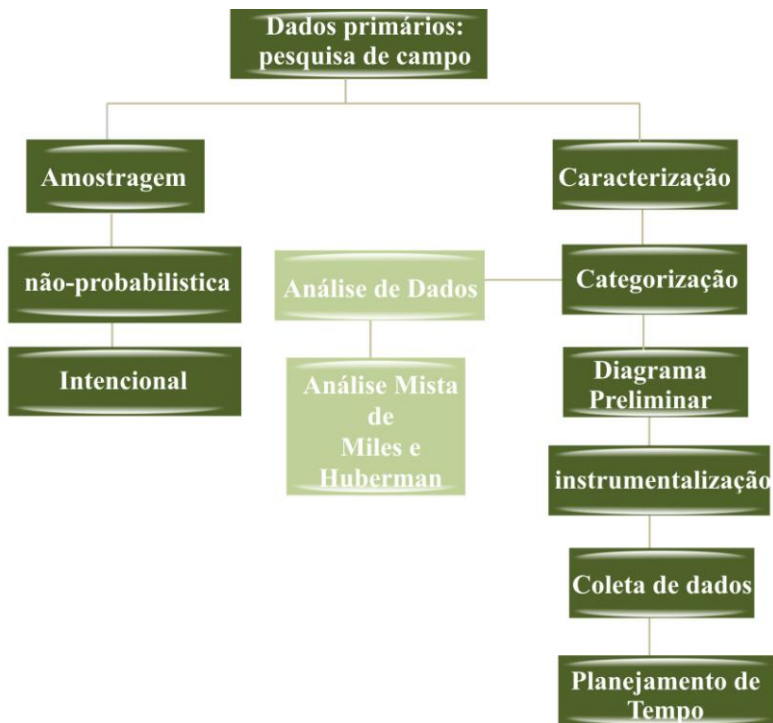 Dados primários:
pesquisa de campo
Amostragem
Caracterização
não-probabilistica
Análise de Dados
Categorização
Intencional
Análise Mista
de
Miles e
Huberman
Diagrama
Preliminar
instrumentalização
Coleta de dados
Planejamento de
Tempo